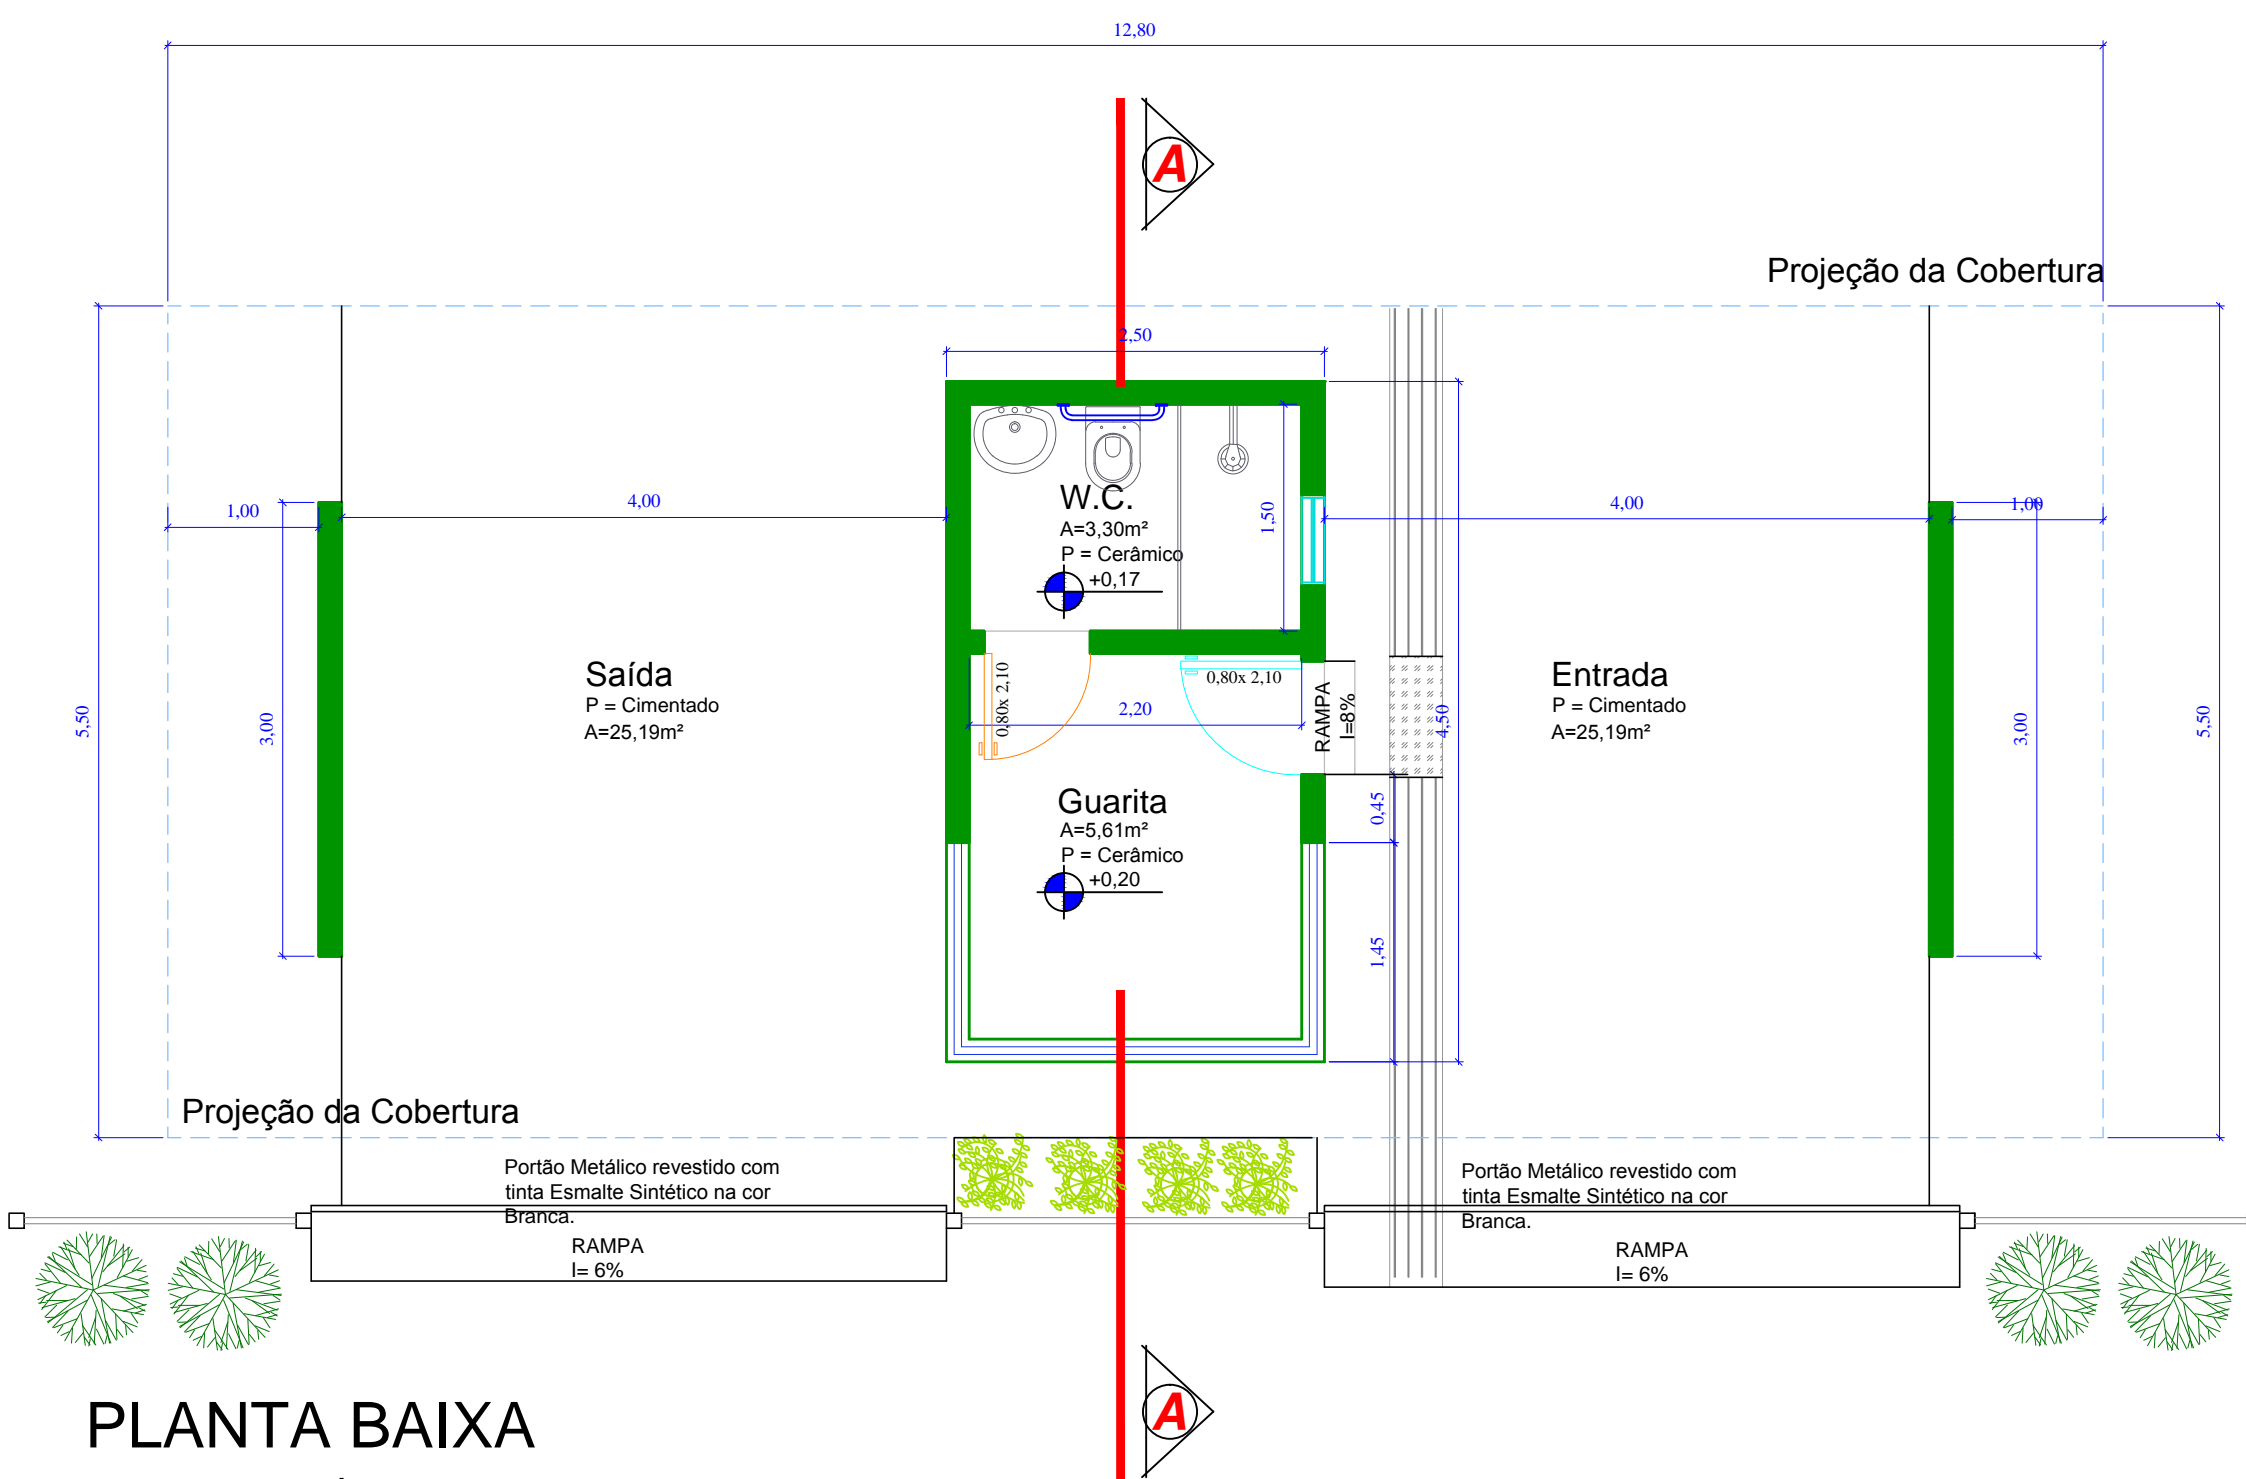 12,80
A
Projeção da Cobertura
2,50
1,00
4,00
W.C.
A=3,30m²
P = Cerâmico
+0,17
1,50
4,00
1,00
5,50
3,00
Saída
P = Cimentado
A=25,19m²
0,80x 2,10
2,20
0,80x 2,10
RAMPA
I=8%
4,50
Entrada
P = Cimentado
A=25,19m²
3,00
5,50
Guarita
A=5,61m²
P = Cerâmico
+0,20
0,45
1,45
Projeção da Cobertura
Portão Metálico revestido com
tinta Esmalte Sintético na cor
Branca.
RAMPA
I= 6%
Portão Metálico revestido com
tinta Esmalte Sintético na cor
Branca.
RAMPA
I= 6%
A
PLANTA BAIXA